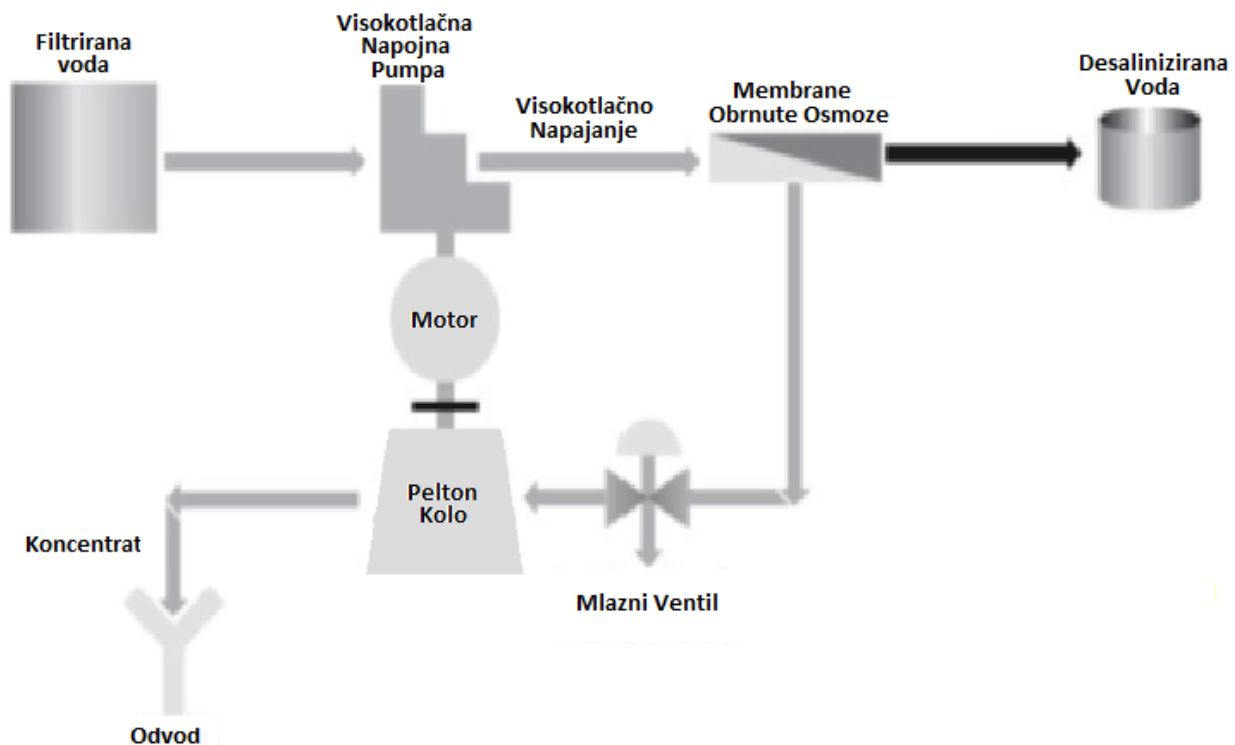 Filtrirana
voda
Visokotlačna
Napojna
Pumpa
Visokotlačno
Napajanje
Membrane
Obrnute Osmoze
Desalinizirana
Voda
Motor
Pelton
Kolo
Mlazni Ventil
Koncentrat
Odvod